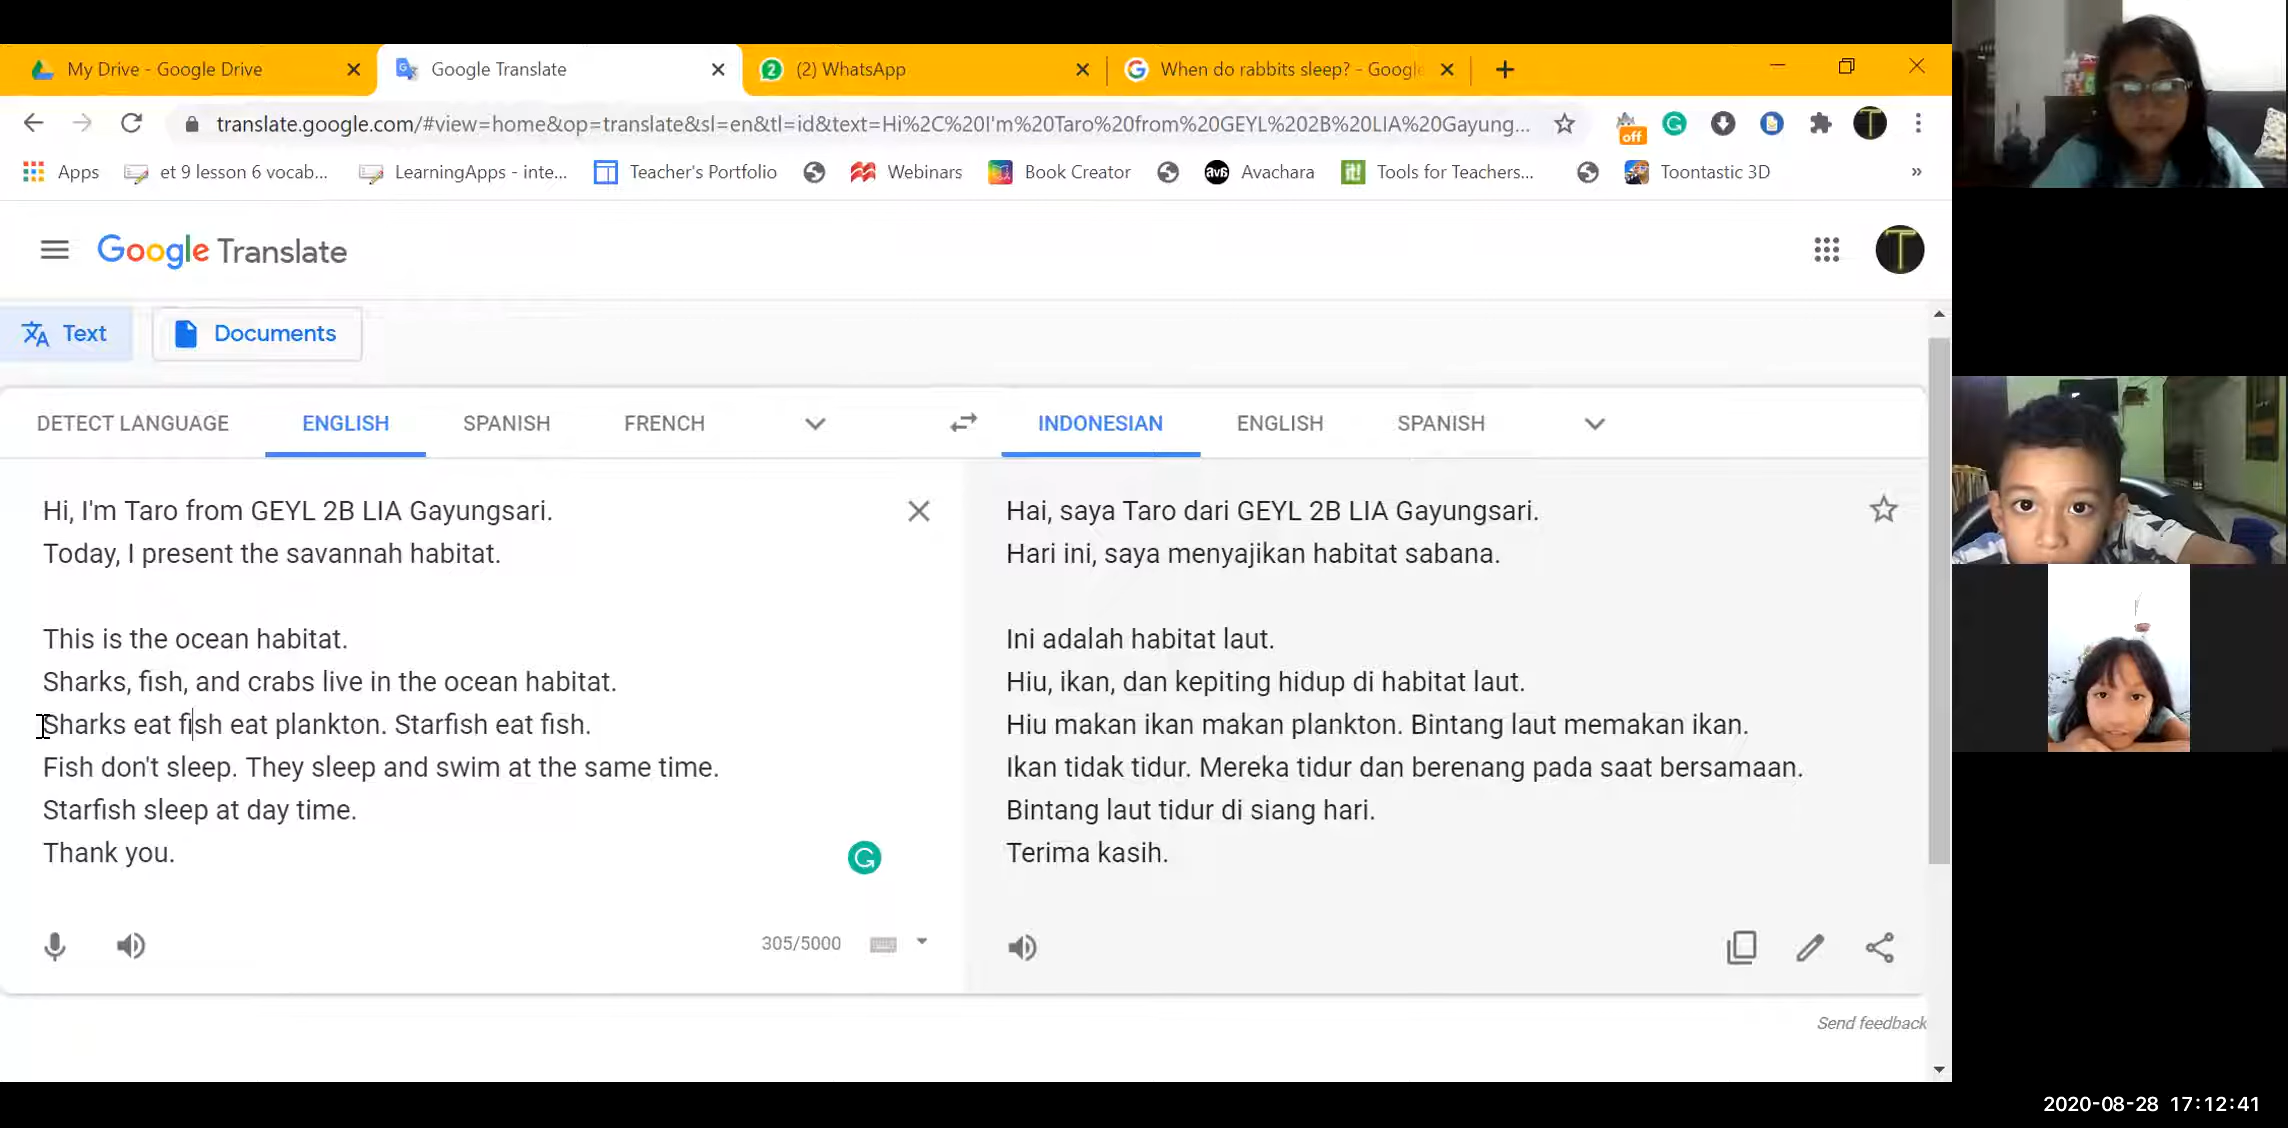 My Drive - Google Drive
Google Translate
2
(2) WhatsApp
When do rabbits sleep? - Google
translate.google.com/#view=home&op=translate&sl=en&tl=id&text=Hi%2C%20I'm%20Taro%20from%20GEYL%202B%20LIA%20Gayung...
off
Apps
et 9 lesson 6 vocab...
LearningApps - inte...
Teacher's Portfolio
Webinars
Book Creator
Avachara
it!
Tools for Teachers...
Toontastic 3D
»
Google Translate
T
Text
Documents
DETECT LANGUAGE
ENGLISH
SPANISH
FRENCH
INDONESIAN
ENGLISH
SPANISH
Hi, I'm Taro from GEYL 2B LIA Gayungsari.
Today, I present the savannah habitat.
This is the ocean habitat.
Sharks, fish, and crabs live in the ocean habitat.
Sharks eat fish eat plankton. Starfish eat fish.
Fish don't sleep. They sleep and swim at the same time.
Starfish sleep at day time.
Thank you.
305/5000
Hai, saya Taro dari GEYL 2B LIA Gayungsari.
Hari ini, saya menyajikan habitat sabana.
Ini adalah habitat laut.
Hiu, ikan, dan kepiting hidup di habitat laut.
Hiu makan ikan makan plankton. Bintang laut memakan ikan.
Ikan tidak tidur. Mereka tidur dan berenang pada saat bersamaan.
Bintang laut tidur di siang hari.
Terima kasih.
Send feedback
2020-08-28 17:12:41